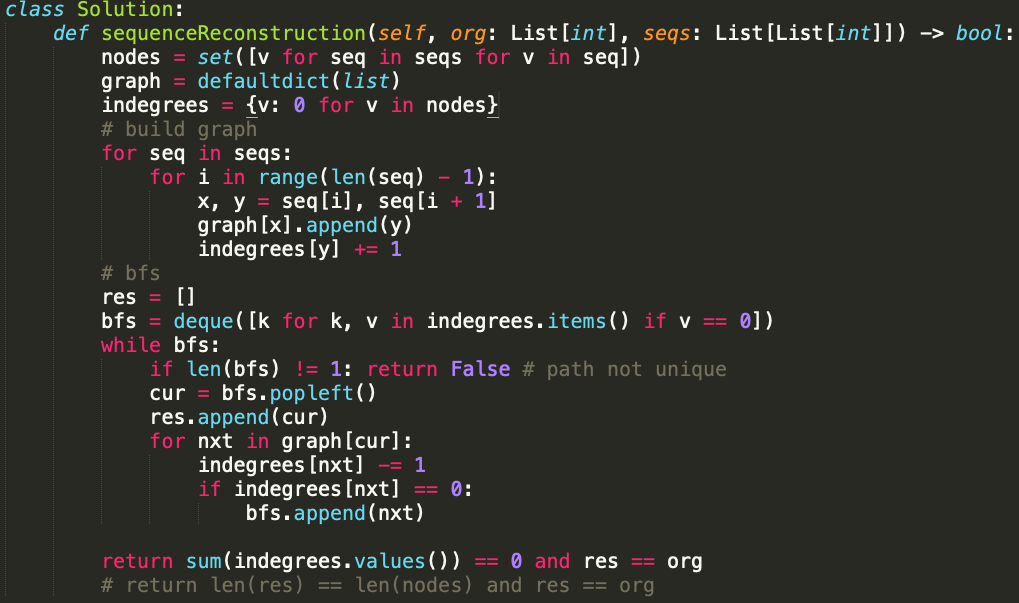 class Solution:
    def sequenceReconstruction(self, org: List[int], seqs: List[List[int]]) -> bool:
        nodes = set([v for seq in seqs for v in seq])
        graph = defaultdict(list)
        indegrees = {v: 0 for v in nodes}
        # build graph
        for seq in seqs:
            for i in range(len(seq) - 1):
                x, y = seq[i], seq[i + 1]
                graph[x].append(y)
                indegrees[y] += 1
        # bfs
        res = []
        bfs = deque([k for k, v in indegrees.items() if v == 0])
        while bfs:
            if len(bfs) != 1: return False # path not unique
            cur = bfs.popleft()
            res.append(cur)
            for nxt in graph[cur]:
                indegrees[nxt] -= 1
                if indegrees[nxt] == 0:
                    bfs.append(nxt)

        return sum(indegrees.values()) == 0 and res == org
        # return len(res) == len(nodes) and res == org